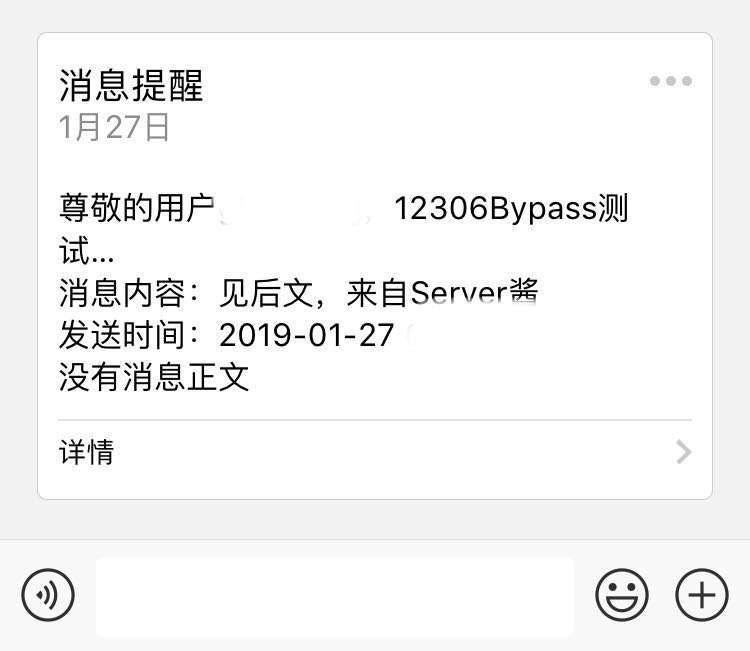 消息提醒
1月27日
尊敬的用户 ，12306Bypass测
试...
消息内容：见后文，来自Server酱
发送时间：2019-01-27
没有消息正文
详情